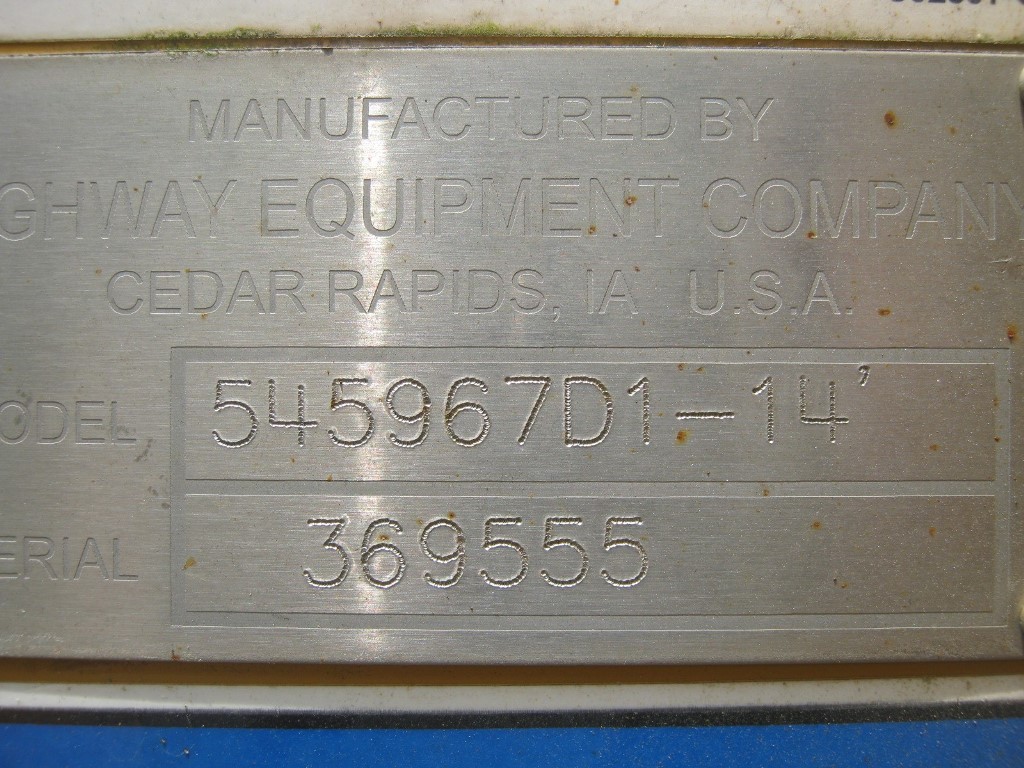 MANUFACTURED BY
GHWAY EQUIPMENT COMPANY
CEDAR RAPIDS, IA U.S.A.
ODEL 545967D1-14'
ERIAL 369555